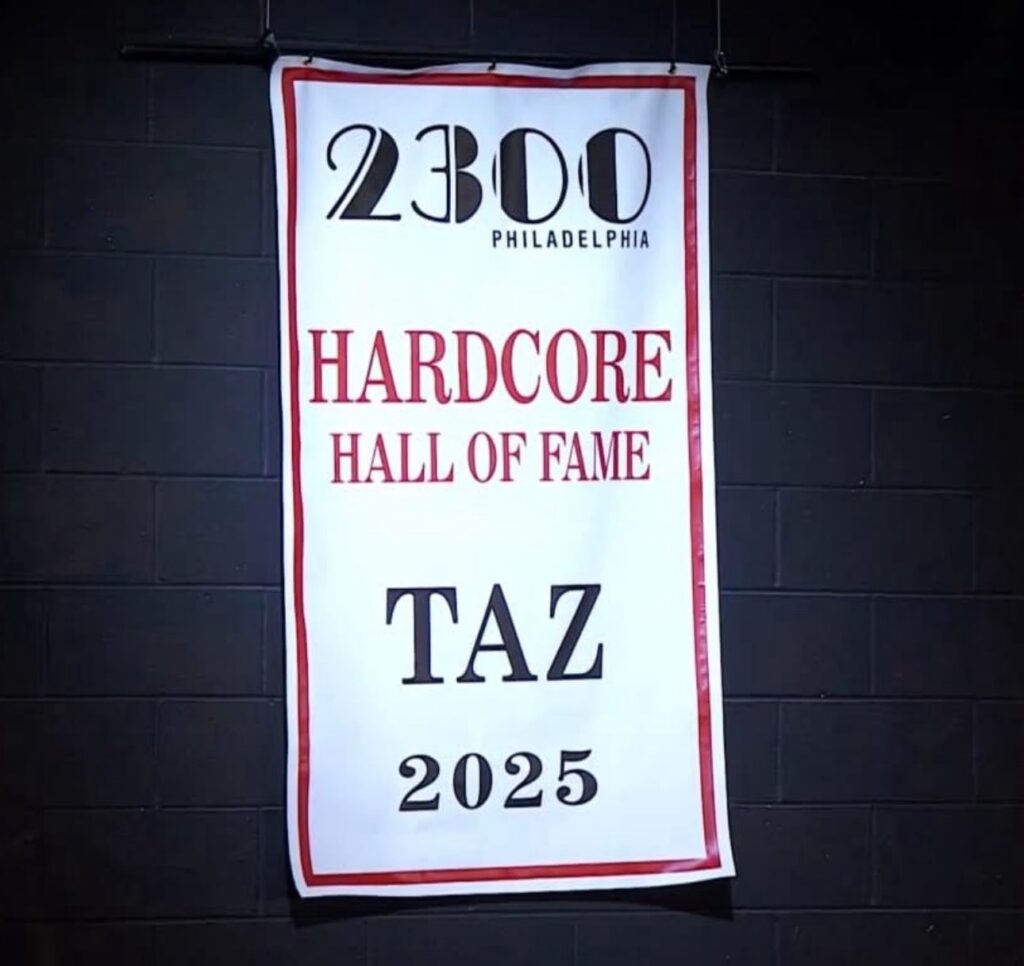 2300
PHILADELPHIA
HARDCORE
HALL OF FAME
TAZ
2025